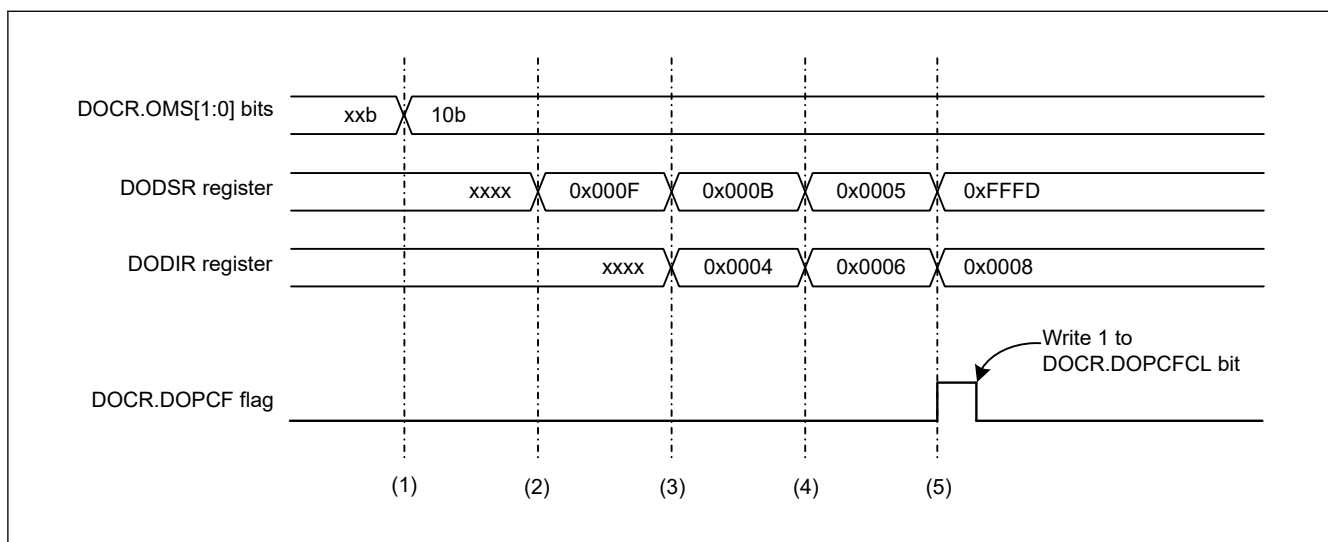 DOCR.OMS[1:0] bits
xxb
10b
DODSR register
xxxx
0x000F
0x000B
0x0005
0xFFFD
DODIR register
xxxx
0x0004
0x0006
0x0008
Write 1 to
DOCR.DOPCFCL bit
DOCR.DOPCF flag
(1)
(2)
(3)
(4)
(5)